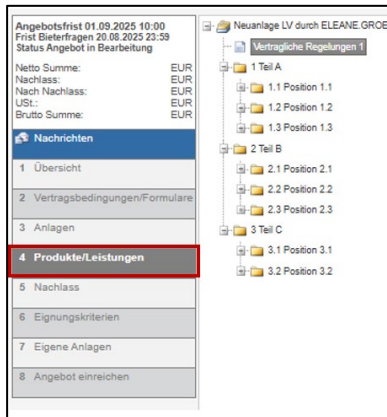 Angebotsfrist 01.09.2025 10:00
Frist Bieterfragen 20.08.2025 23:59
Status Angebot in Bearbeitung
Netto Summe: EUR
Nachlass: EUR
Nach Nachlass: EUR
USt.: EUR
Brutto Summe: EUR
Nachrichten
1 Übersicht
2 Vertragsbedingungen/Formulare
3 Anlagen
4 Produkte/Leistungen
5 Nachlass
6 Eignungskriterien
7 Eigene Anlagen
8 Angebot einreichen
Neuanlage LV durch ELEANE.GROE
Vertragliche Regelungen 1
1 Teil A
1.1 Position 1.1
1.2 Position 1.2
1.3 Position 1.3
2 Teil B
2.1 Position 2.1
2.2 Position 2.2
2.3 Position 2.3
3 Teil C
3.1 Position 3.1
3.2 Position 3.2